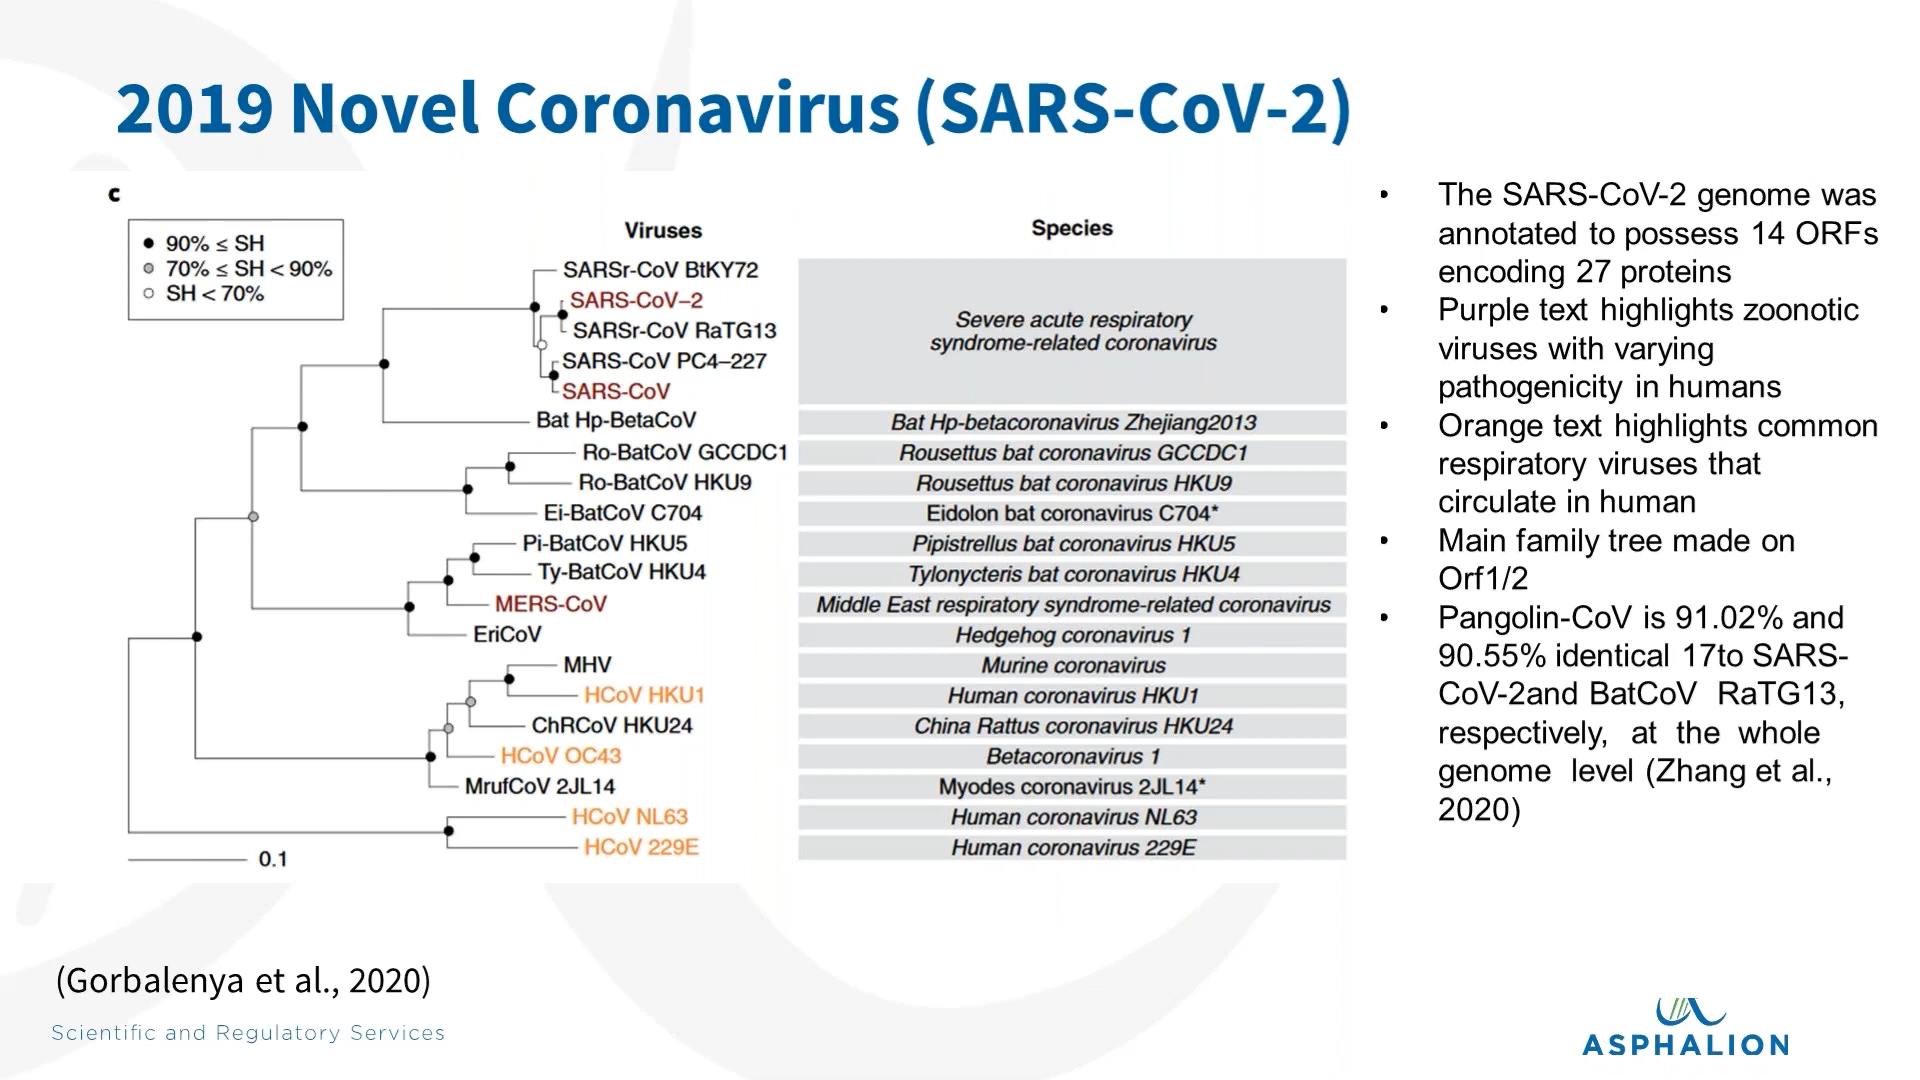 2019 Novel Coronavirus (SARS-CoV-2)
c
90% ≤ SH
70% ≤ SH < 90%
SH < 70%
Viruses
Species
SARSr-CoV BtKY72
SARS-CoV–2
SARSr-CoV RaTG13
SARS-CoV PC4–227
SARS-CoV
Severe acute respiratory
syndrome-related coronavirus
Bat Hp-BetaCoV
Bat Hp-betacoronavirus Zhejiang2013
Ro-BatCoV GCCDC1
Rousettus bat coronavirus GCCDC1
Ro-BatCoV HKU9
Rousettus bat coronavirus HKU9
Ei-BatCoV C704
Eidolon bat coronavirus C704*
Pi-BatCoV HKU5
Pipistrellus bat coronavirus HKU5
Ty-BatCoV HKU4
Tylonycteris bat coronavirus HKU4
MERS-CoV
Middle East respiratory syndrome-related coronavirus
EriCoV
Hedgehog coronavirus 1
MHV
Murine coronavirus
HCoV HKU1
Human coronavirus HKU1
ChRCoV HKU24
China Rattus coronavirus HKU24
HCoV OC43
Betacoronavirus 1
MrufCoV 2JL14
Myodes coronavirus 2JL14*
HCoV NL63
Human coronavirus NL63
HCoV 229E
Human coronavirus 229E
0.1
• The SARS-CoV-2 genome was
annotated to possess 14 ORFs
encoding 27 proteins
• Purple text highlights zoonotic
viruses with varying
pathogenicity in humans
• Orange text highlights common
respiratory viruses that
circulate in human
• Main family tree made on
Orf1/2
• Pangolin-CoV is 91.02% and
90.55% identical 17to SARS-
CoV-2and BatCoV RaTG13,
respectively, at the whole
genome level (Zhang et al.,
2020)
(Gorbalenya et al., 2020)
Scientific and Regulatory Services
ASPHALION